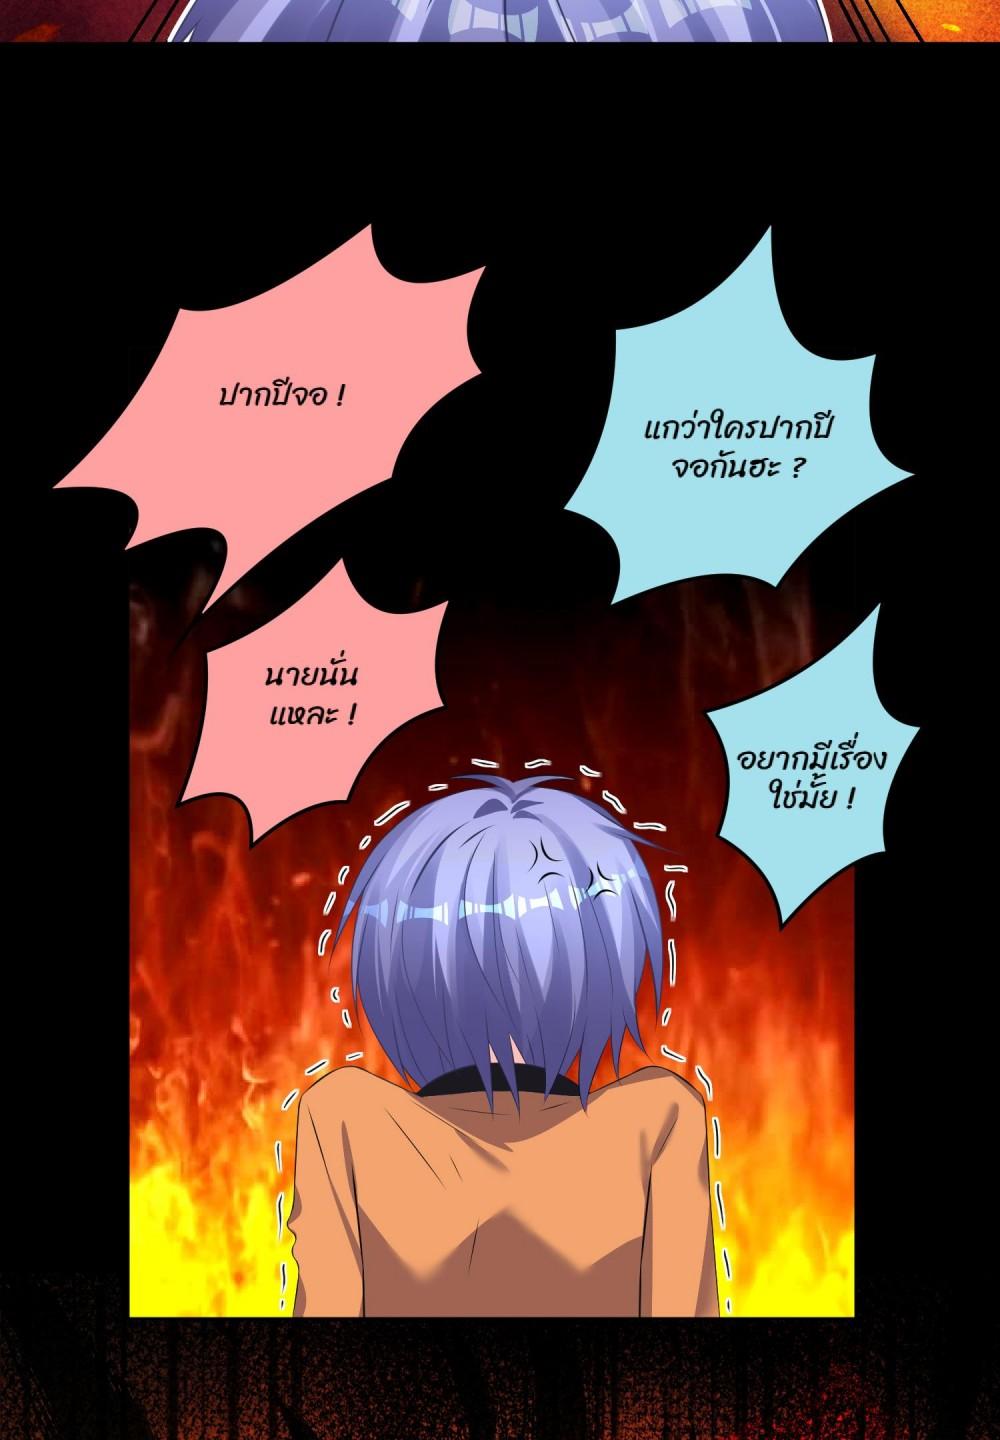 ปากปีจอ !
แกว่าใครปากปี
จอกันฮะ ?
นายนั่น
แหละ !
อยากมีเรื่อง
ใช่มั้ย !